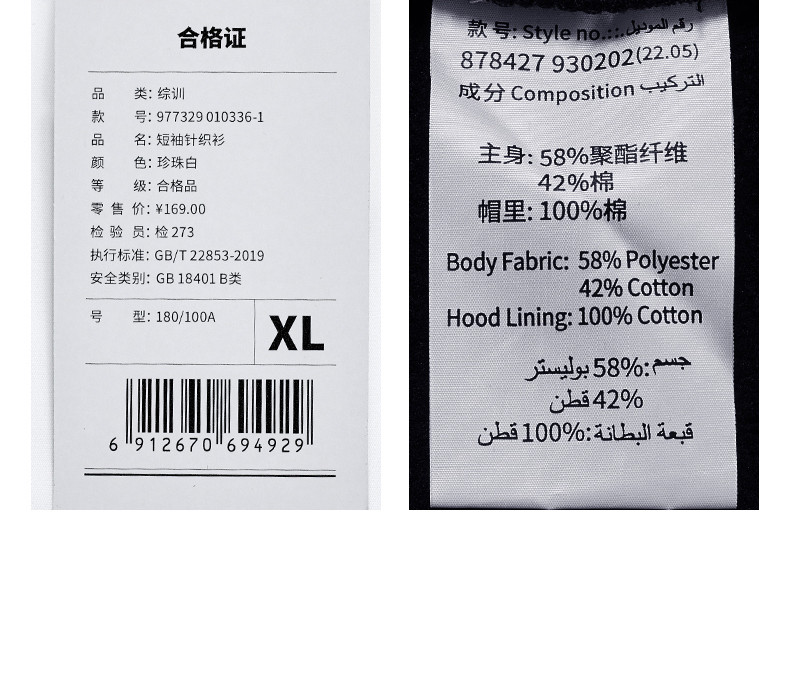 合格证
品 类: 综训
款 号: 977329 010336-1
品 名: 短袖针织衫
颜 色: 珍珠白
等 级: 合格品
零 售 价: ¥169.00
检 验 员: 检 273
执行标准: GB/T 22853-2019
安全类别: GB 18401 B类
号 型: 180/100A
XL
6 912670 694929
款 号: Style no.:: رقم الموديل
878427 930202(22.05)
成分 Composition التركيب
主身: 58%聚酯纤维
42%棉
帽里: 100%棉
Body Fabric: 58% Polyester
42% Cotton
Hood Lining: 100% Cotton
جسم: 58% بوليستر
42% قطن
قبعة البطانة: 100% قطن